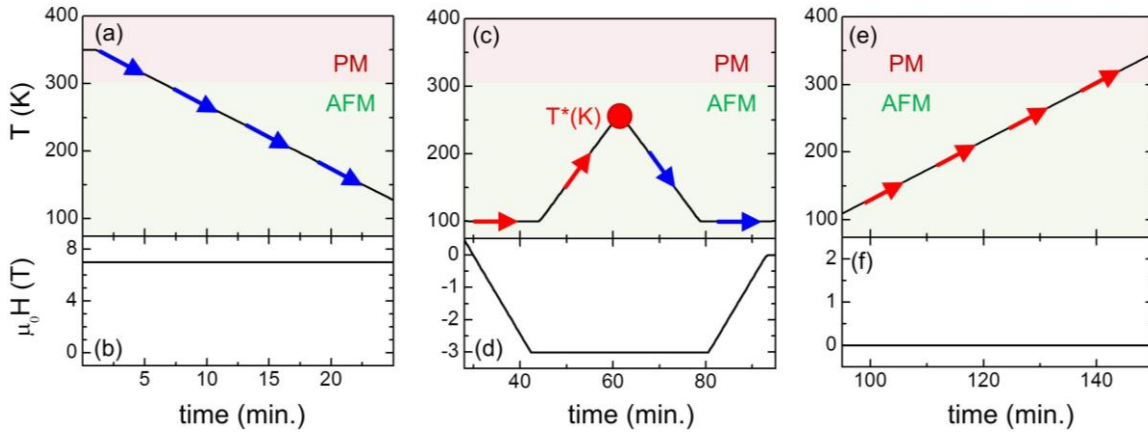 (a)
PM
AFM
T (K)
400
300
200
100
(b)
μ₀H (T)
8
4
0
5 10 15 20
time (min.)
(c)
PM
AFM
T*(K)
400
300
200
100
(d)
0
-1
-2
-3
40 60 80
time (min.)
(e)
PM
AFM
400
300
200
100
(f)
2
1
0
100 120 140
time (min.)